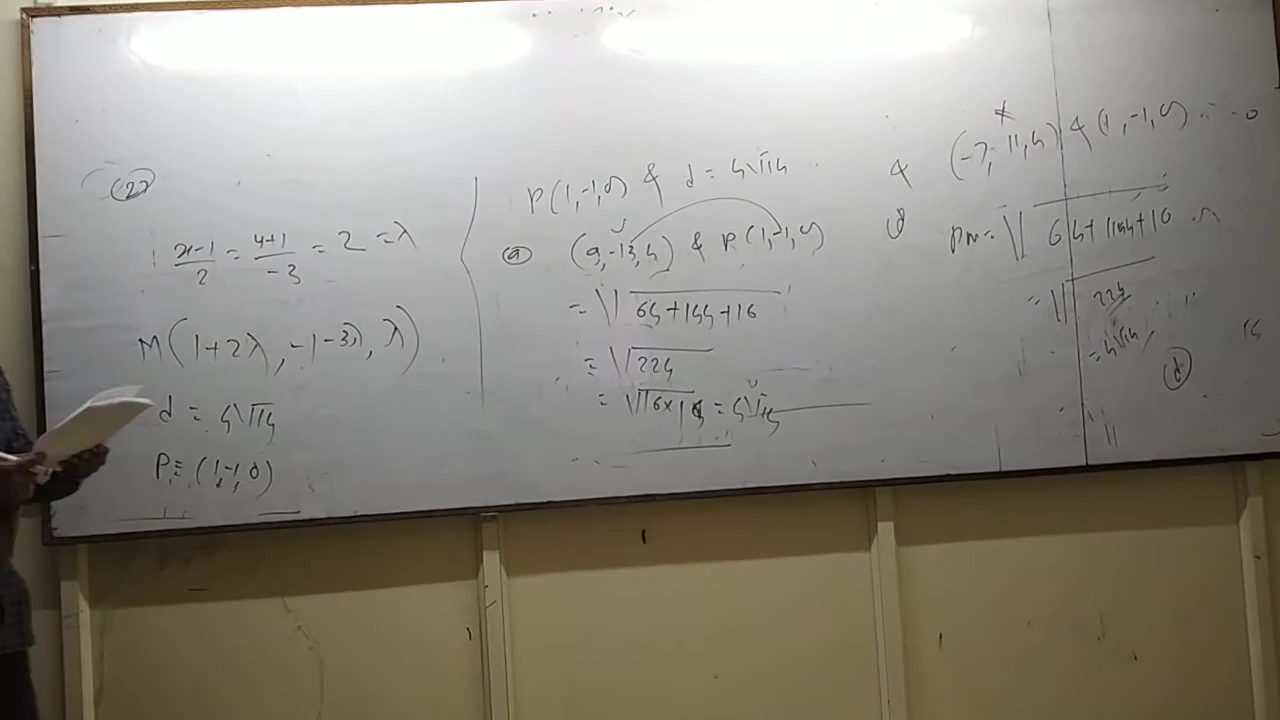 (22)
x-1/2 = y+1/-3 = z = λ
M(1+2λ, -1-3λ, λ)
d = 4√14
P ≡ (1,-1,0)
P(1,-1,0) & d = 4√14
(a) (9,-13,4) & P(1,-1,0)
= √64+144+16
= √224
= √16×14 = 4√14
& (-7, 11, 4) & (1,-1,0)
PM = √64+144+16
= √224
= 4√14
(d)